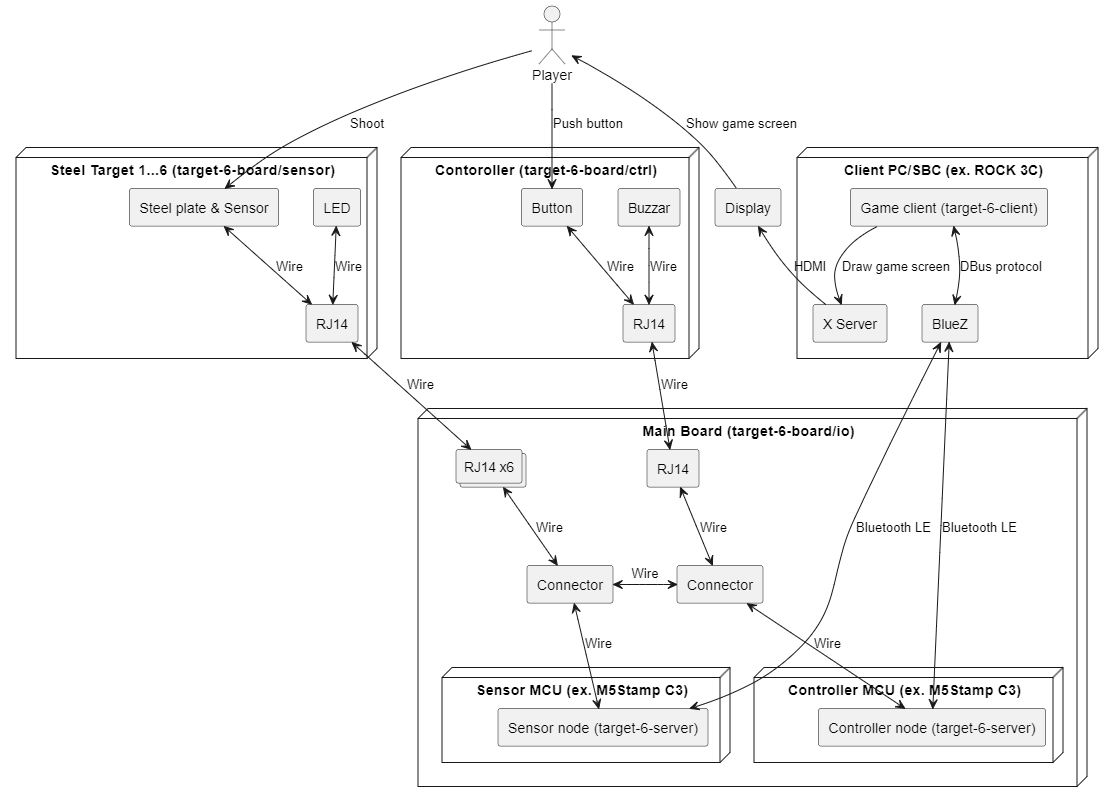 Player
Shoot
Push button
Show game screen
Steel Target 1...6 (target-6-board/sensor)
Contoroller (target-6-board/ctrl)
Client PC/SBC (ex. ROCK 3C)
Steel plate & Sensor
LED
Button
Buzzar
Display
Game client (target-6-client)
Wire
Wire
Wire
Wire
HDMI
Draw game screen
DBus protocol
RJ14
RJ14
X Server
BlueZ
Wire
Wire
Main Board (target-6-board/io)
RJ14 x6
RJ14
Wire
Wire
Bluetooth LE
Bluetooth LE
Connector
Wire
Connector
Wire
Wire
Sensor MCU (ex. M5Stamp C3)
Controller MCU (ex. M5Stamp C3)
Sensor node (target-6-server)
Controller node (target-6-server)